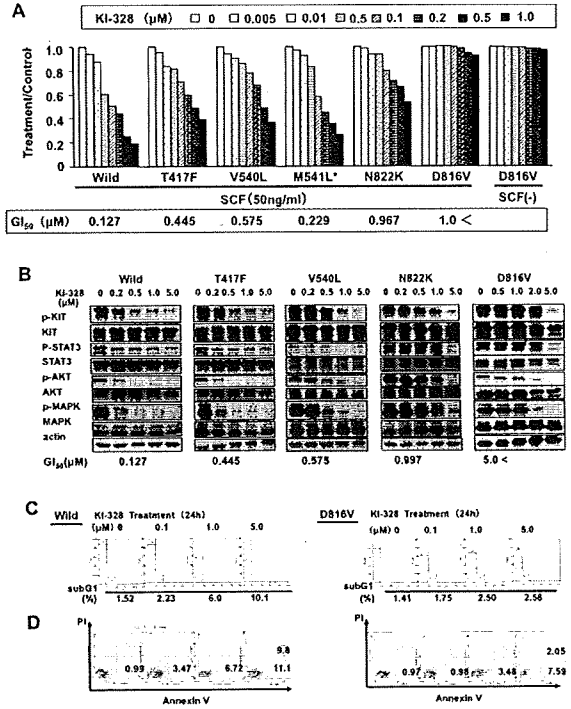 A
KI-328 (μM) 0 0.005 0.01 0.5 0.1 0.2 0.5 1.0
Treatment/Control
1.0
0.8
0.6
0.4
0.2
0
Wild T417F V540L M541L* N822K D816V D816V
SCF(50ng/ml) SCF(-)
GI50 (μM) 0.127 0.445 0.575 0.229 0.967 1.0 <
B
Wild T417F V540L N822K D816V
KI-328 (μM) 0 0.2 0.5 1.0 5.0 0 0.2 0.5 1.0 5.0 0 0.2 0.5 1.0 5.0 0 0.2 0.5 1.0 5.0 0 0.5 1.0 2.0 5.0
p-KIT
KIT
P-STAT3
STAT3
p-AKT
AKT
p-MAPK
MAPK
actin
GI50(μM) 0.127 0.445 0.575 0.997 5.0 <
C
Wild KI-328 Treatment (24h) D816V KI-328 Treatment (24h)
(μM) 0 0.1 1.0 5.0 (μM) 0 0.1 1.0 5.0
subG1 (%) 1.52 2.23 6.0 10.1 subG1 (%) 1.41 1.75 2.50 2.58
D
PI PI
9.8 2.05
0.99 3.47 6.72 11.1 0.97 0.98 3.48 7.59
Annexin V Annexin V